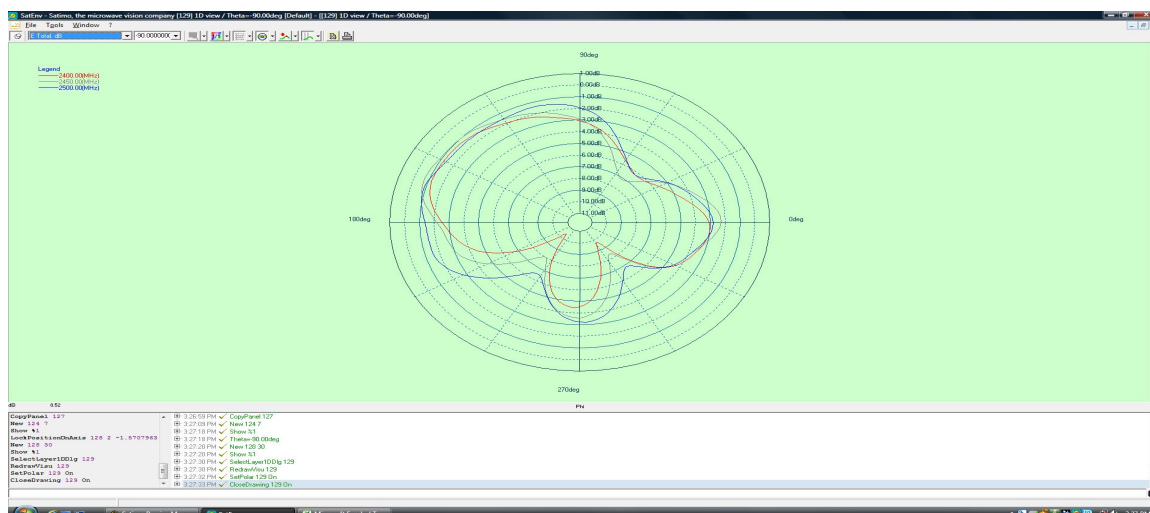 SatEnv - Satimo, the microwave vision company [129] 1D view / Theta=-90.00deg [Default] - [[129] 1D view / Theta=-90.00deg]
File Tools Window ?
E Total, dB -90.000000
Legend
2400.00(MHz)
2450.00(MHz)
2500.00(MHz)
90deg
1.00dB
0.00dB
-1.00dB
-2.00dB
-3.00dB
-4.00dB
-5.00dB
-6.00dB
-7.00dB
-8.00dB
-9.00dB
-10.00dB
-11.00dB
180deg
0deg
270deg
dB 0.52
Phi
CopyPanel 127
New 124 7
Show %1
LockPositionOnAxis 128 2 -1.5707963
New 128 30
Show %1
SelectLayer1DDlg 129
RedrawVisu 129
SetPolar 129 On
CloseDrawing 129 On
3:26:59 PM CopyPanel 127
3:27:09 PM New 124 7
3:27:18 PM Show %1
3:27:18 PM Theta=-90.00deg
3:27:20 PM New 128 30
3:27:20 PM Show %1
3:27:30 PM SelectLayer1DDlg 129
3:27:30 PM RedrawVisu 129
3:27:32 PM SetPolar 129 On
3:27:33 PM CloseDrawing 129 On